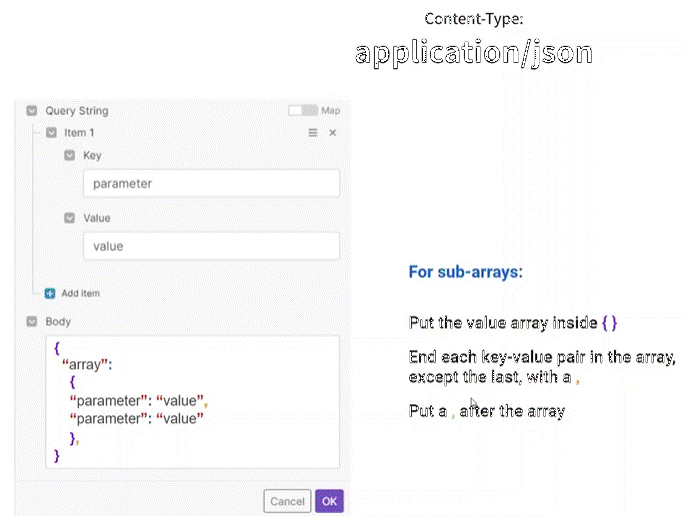 Content-Type:
application/json
Query String
Map
Item 1
Key
parameter
Value
value
Add item
Body
{
“array”:
{
“parameter”: “value”,
“parameter”: “value”
},
}
Cancel
OK
For sub-arrays:
Put the value array inside { }
End each key-value pair in the array,
except the last, with a ,
Put a , after the array